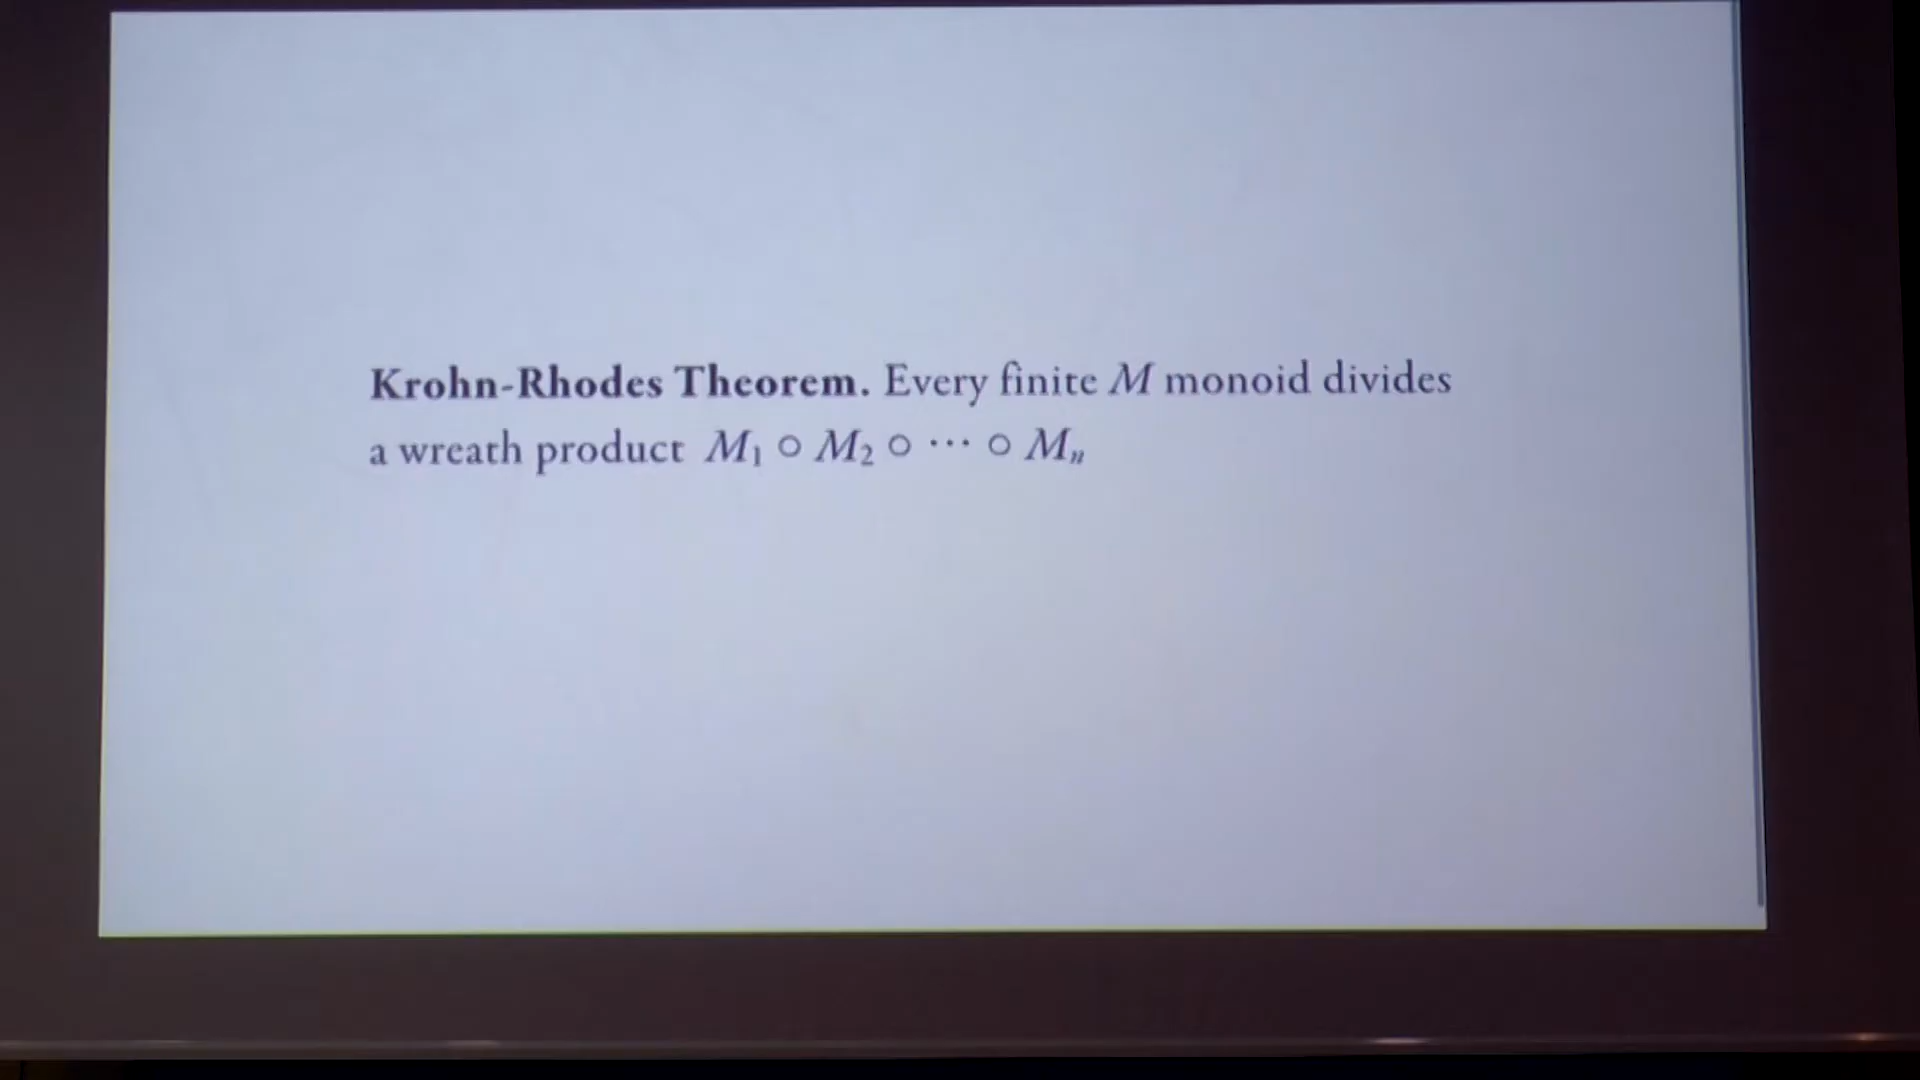 Krohn-Rhodes Theorem. Every finite M monoid divides
a wreath product M₁ ∘ M₂ ∘ ⋯ ∘ Mₙ